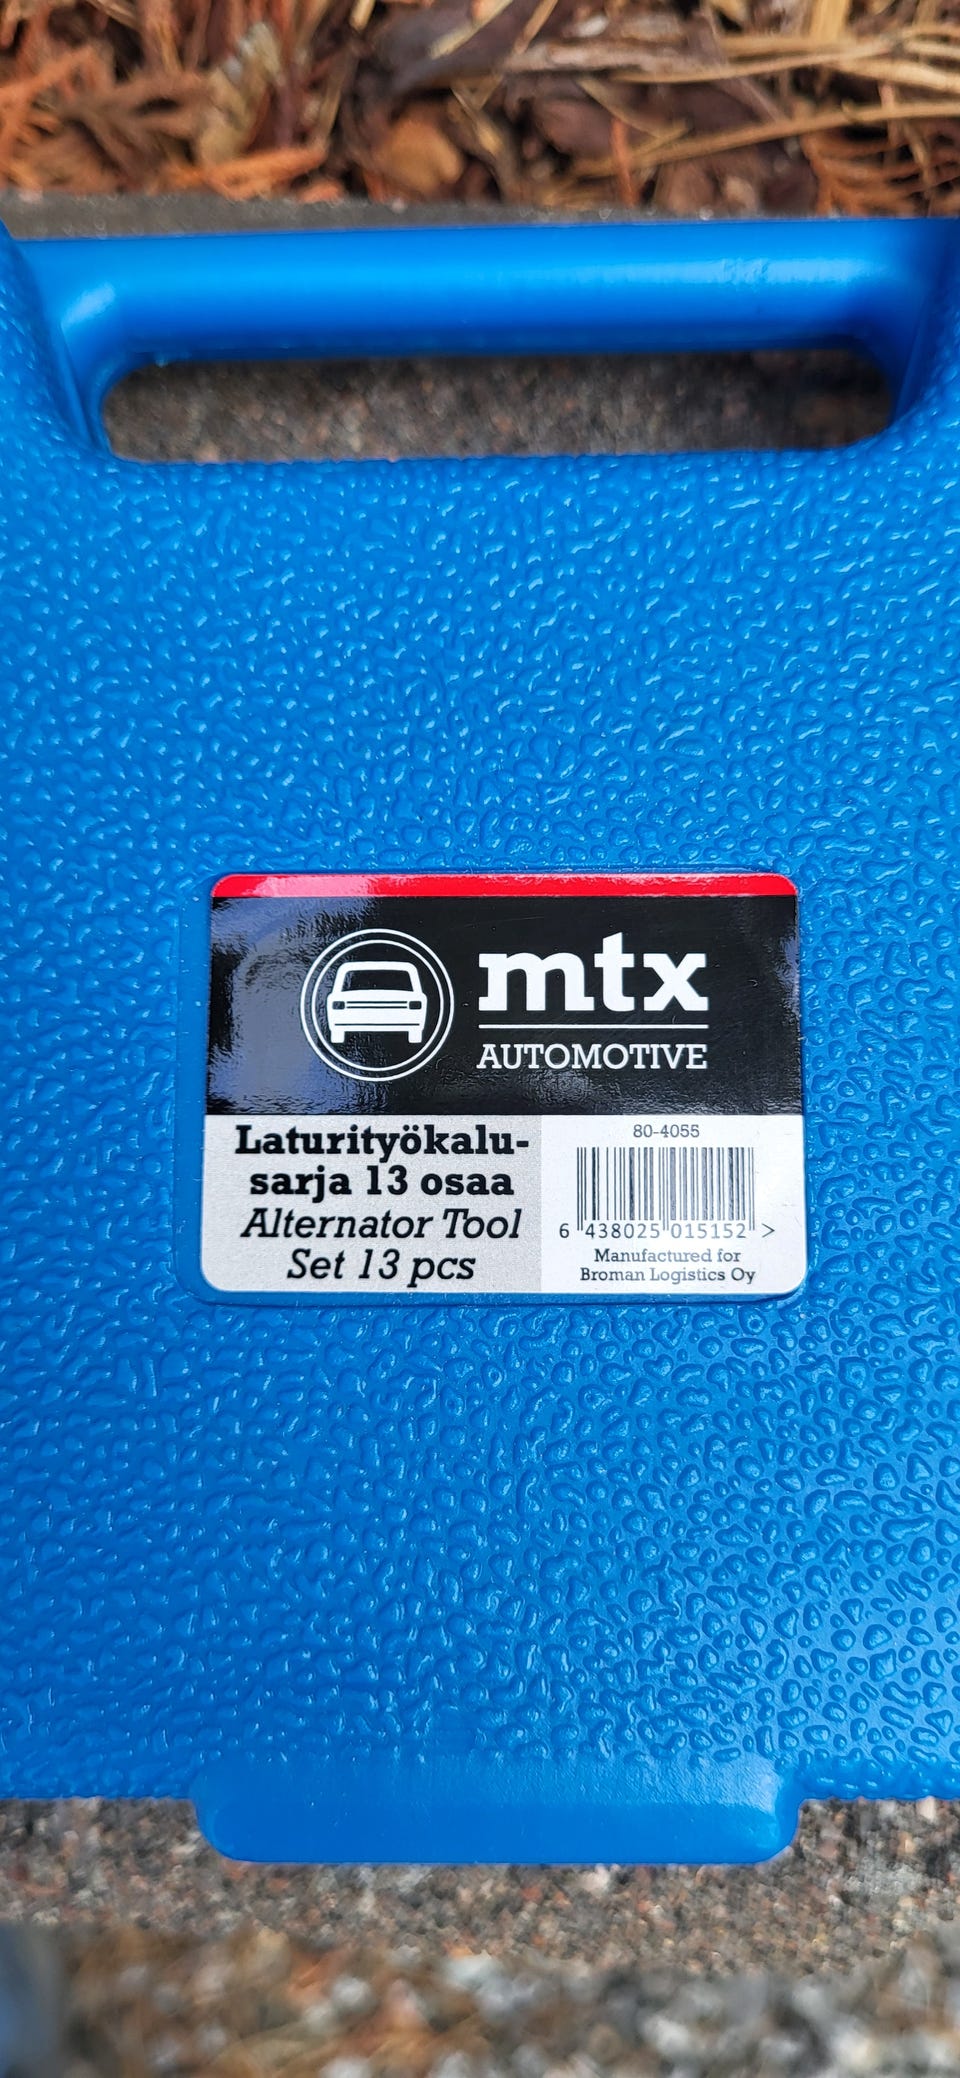 mtx
AUTOMOTIVE
Laturityökalu-
sarja 13 osaa
Alternator Tool
Set 13 pcs
80-4055
6 438025 015152 >
Manufactured for
Broman Logistics Oy